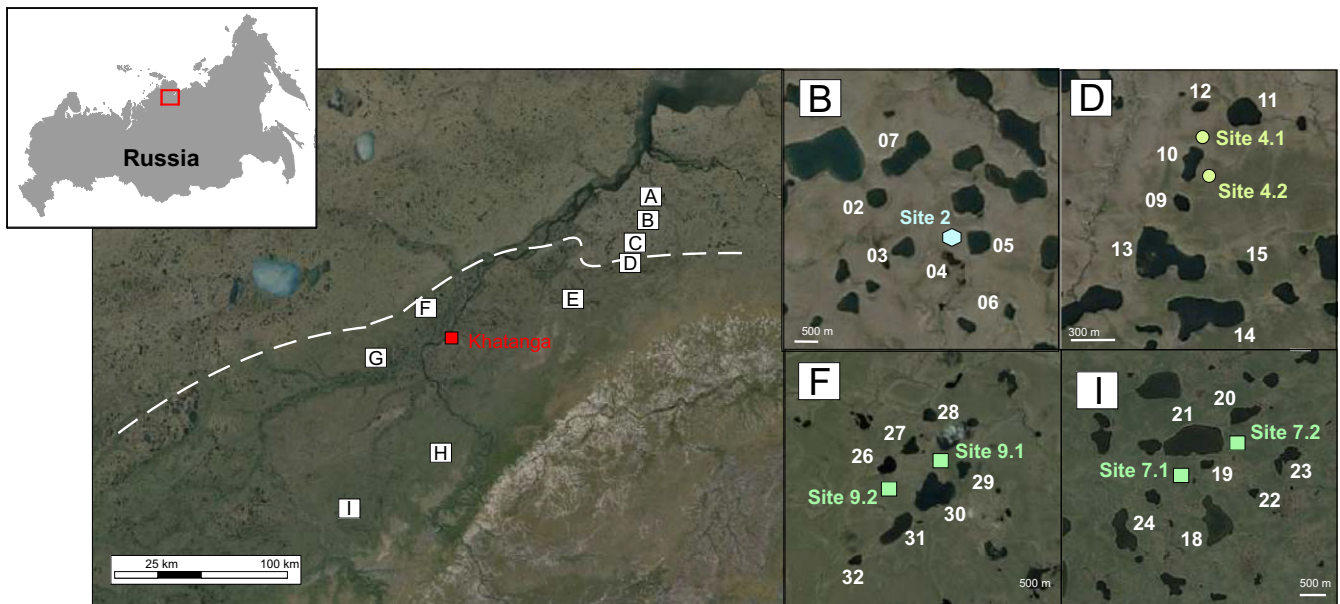 Russia
A
B
C
D
E
F
Khatanga
G
H
I
25 km
100 km
B
07
02
Site 2
03
05
04
06
500 m
D
12
11
Site 4.1
10
Site 4.2
09
13
15
14
300 m
F
28
27
26
Site 9.1
29
Site 9.2
30
31
32
500 m
I
20
21
Site 7.2
Site 7.1
19
23
22
24
18
500 m